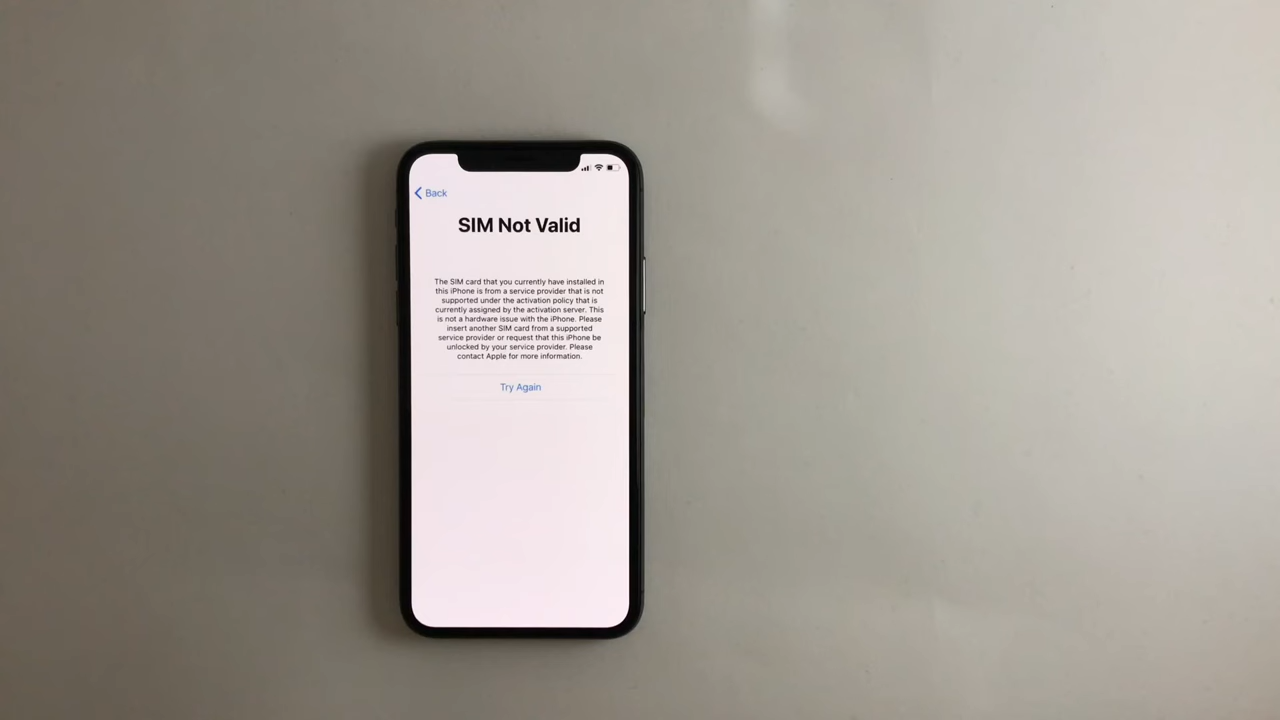 Back
SIM Not Valid
The SIM card that you currently have installed in
this iPhone is from a service provider that is not
supported under the activation policy that is
currently assigned by the activation server. This
is not a hardware issue with the iPhone. Please
insert another SIM card from a supported
service provider or request that this iPhone be
unlocked by your service provider. Please
contact Apple for more information.
Try Again